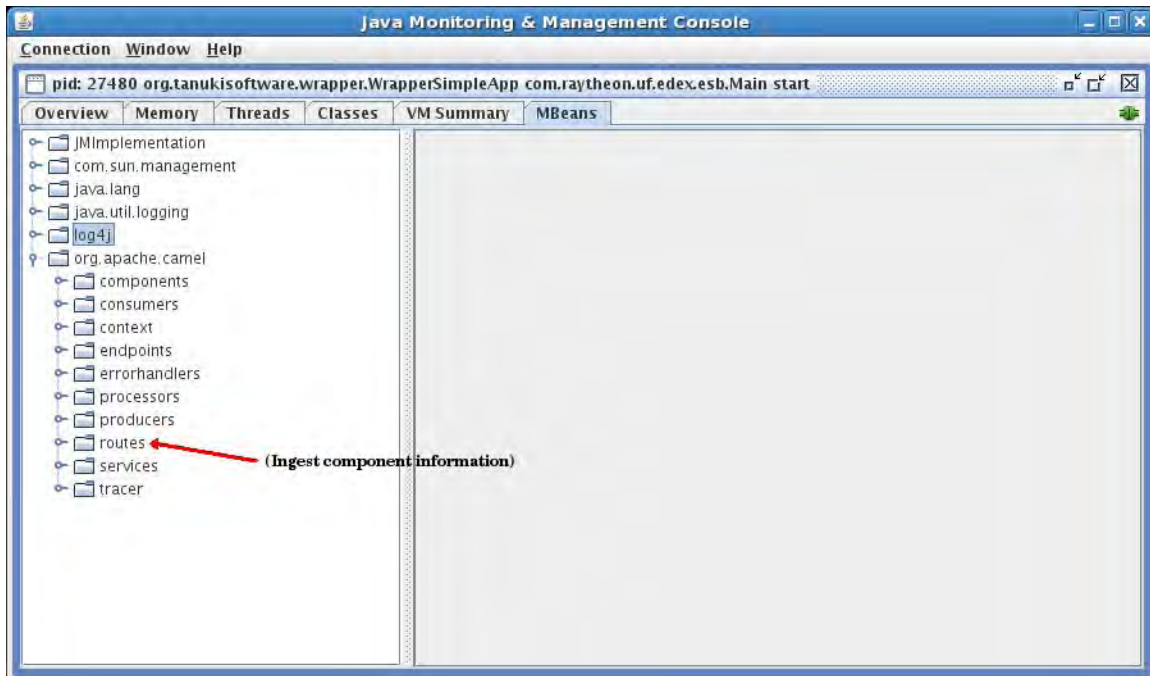 Java Monitoring & Management Console
Connection Window Help
pid: 27480 org.tanukisoftware.wrapper.WrapperSimpleApp com.raytheon.uf.edex.esb.Main start
Overview Memory Threads Classes VM Summary MBeans
JMImplementation
com.sun.management
java.lang
java.util.logging
log4j
org.apache.camel
components
consumers
context
endpoints
errorhandlers
processors
producers
routes
(Ingest component information)
services
tracer